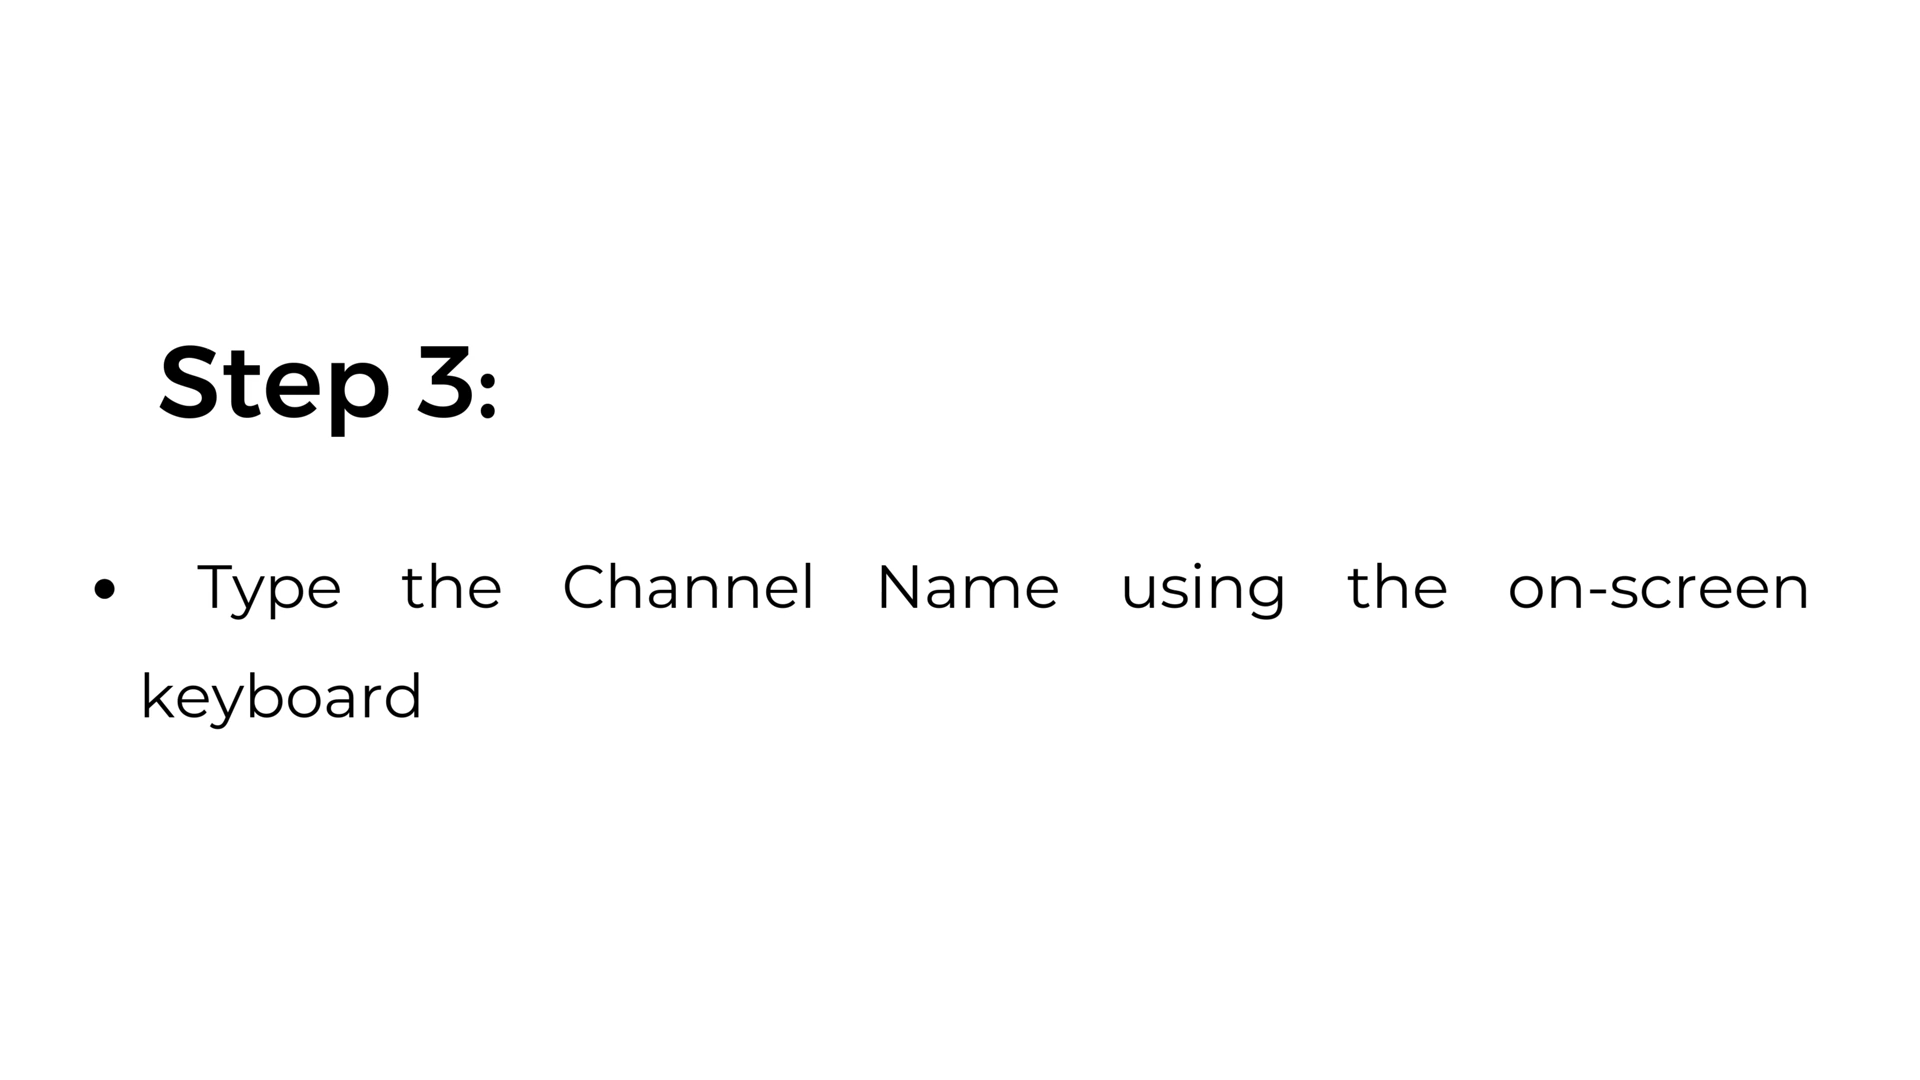 Step 3:
• Type the Channel Name using the on-screen
keyboard